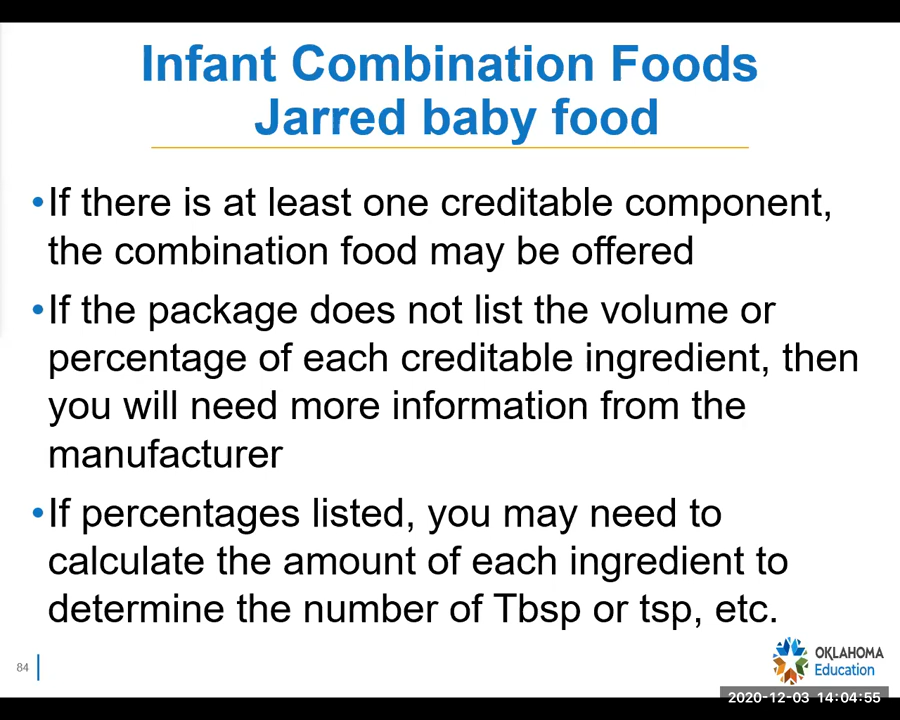 Infant Combination Foods
Jarred baby food
•If there is at least one creditable component,
the combination food may be offered
•If the package does not list the volume or
percentage of each creditable ingredient, then
you will need more information from the
manufacturer
•If percentages listed, you may need to
calculate the amount of each ingredient to
determine the number of Tbsp or tsp, etc.
84
OKLAHOMA
Education
2020-12-03 14:04:55